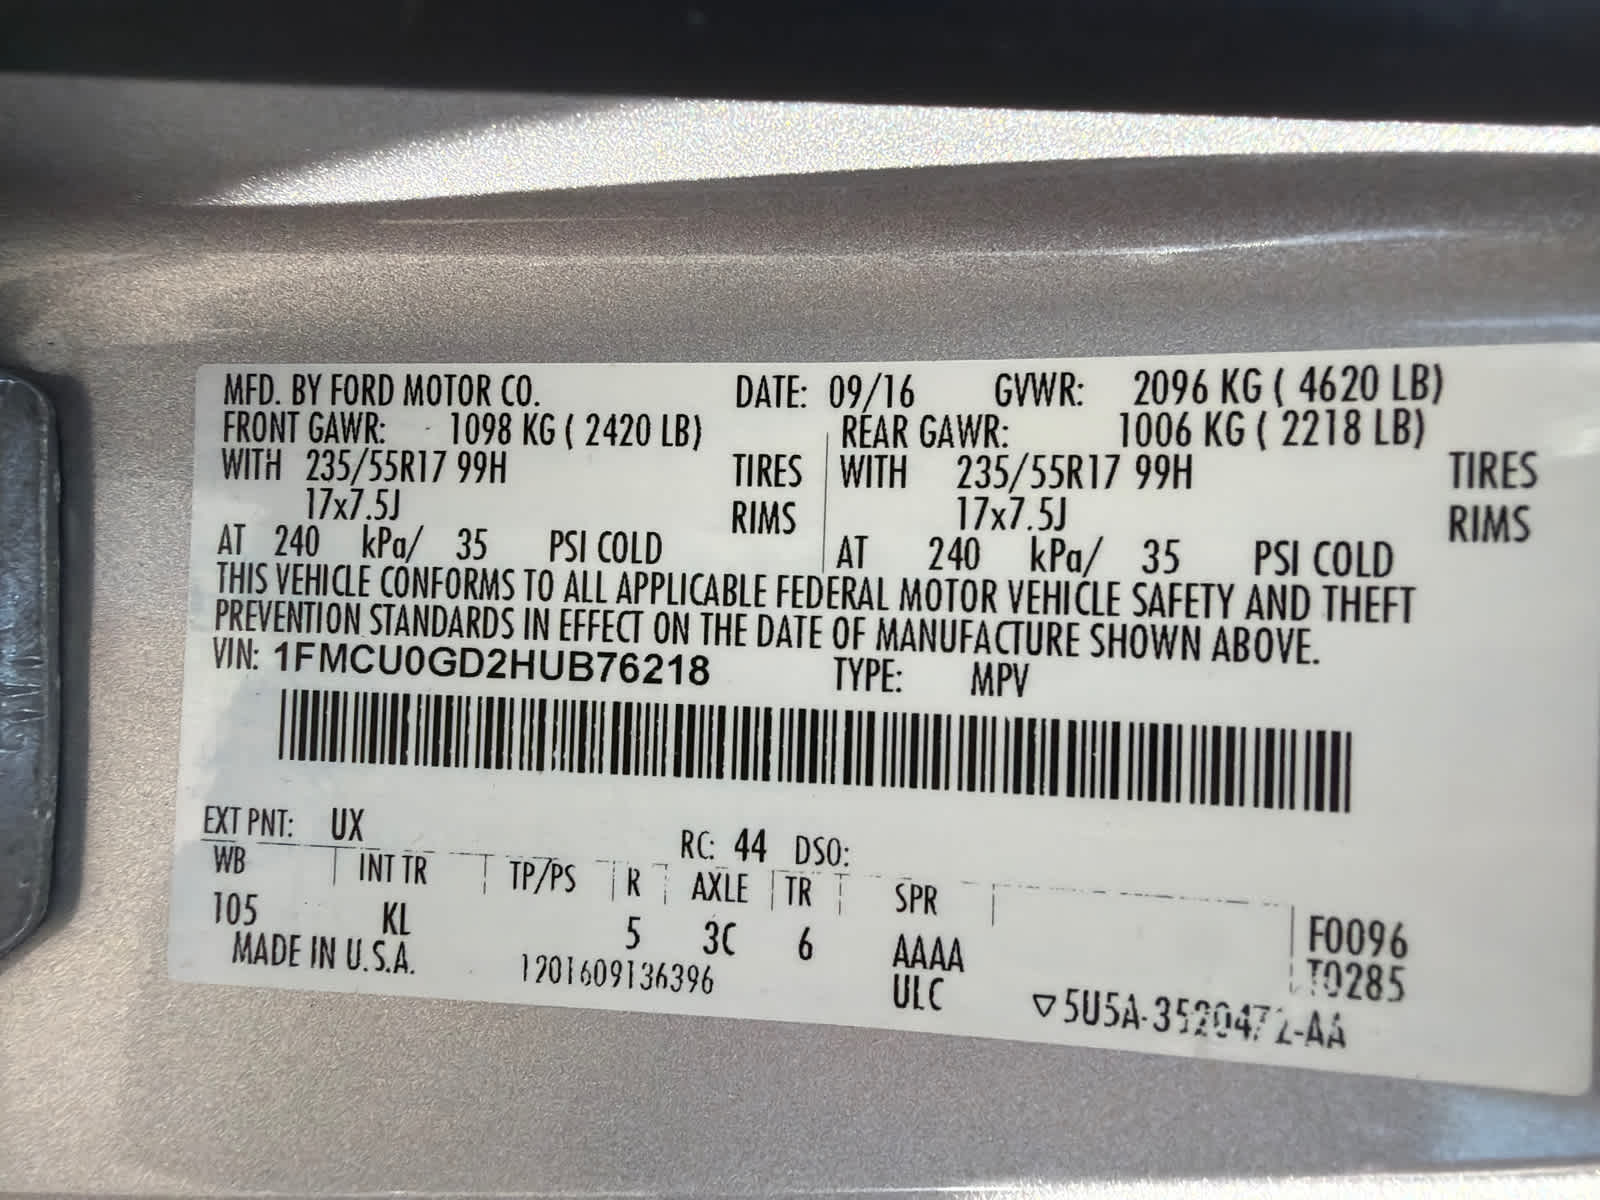 MFD. BY FORD MOTOR CO. DATE: 09/16 GVWR: 2096 KG ( 4620 LB)
FRONT GAWR: 1098 KG ( 2420 LB) REAR GAWR: 1006 KG ( 2218 LB)
WITH 235/55R17 99H TIRES WITH 235/55R17 99H TIRES
17x7.5J RIMS 17x7.5J RIMS
AT 240 kPa/ 35 PSI COLD AT 240 kPa/ 35 PSI COLD
THIS VEHICLE CONFORMS TO ALL APPLICABLE FEDERAL MOTOR VEHICLE SAFETY AND THEFT
PREVENTION STANDARDS IN EFFECT ON THE DATE OF MANUFACTURE SHOWN ABOVE.
VIN: 1FMCU0GD2HUB76218 TYPE: MPV
EXT PNT: UX RC: 44 DSO:
WB INT TR TP/PS R AXLE TR SPR
105 KL 5 3C 6 AAAA F0096
MADE IN U.S.A. 1201609136396 ULC T0285
▽5U5A-3520472-AA